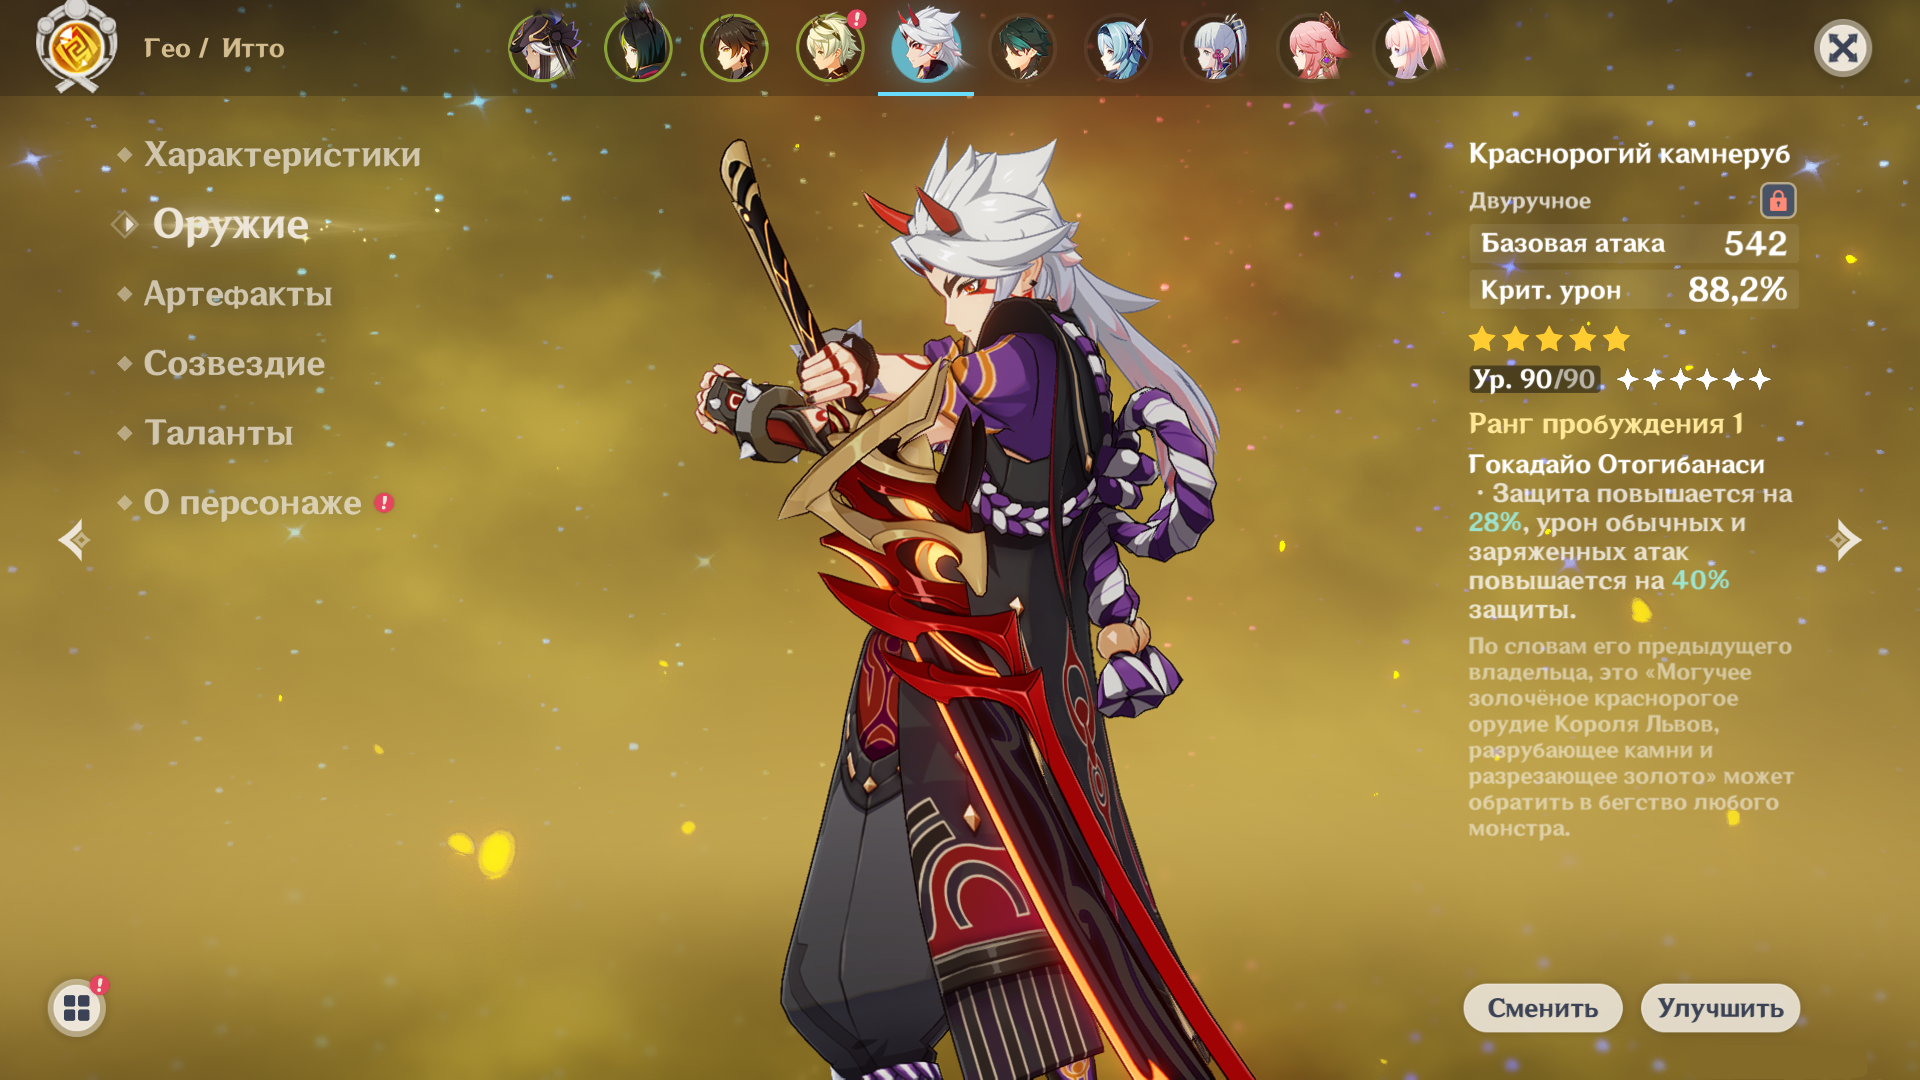 Гео / Итто
Характеристики
Оружие
Артефакты
Созвездие
Таланты
О персонаже
Краснорогий камнеруб
Двуручное
Базовая атака 542
Крит. урон 88,2%
Ур. 90/90
Ранг пробуждения 1
Гокадайо Отогибанаси
· Защита повышается на
28%, урон обычных и
заряженных атак
повышается на 40%
защиты.
По словам его предыдущего
владельца, это «Могучее
золочёное краснорогое
орудие Короля Львов,
разрубающее камни и
разрезающее золото» может
обратить в бегство любого
монстра.
Сменить
Улучшить